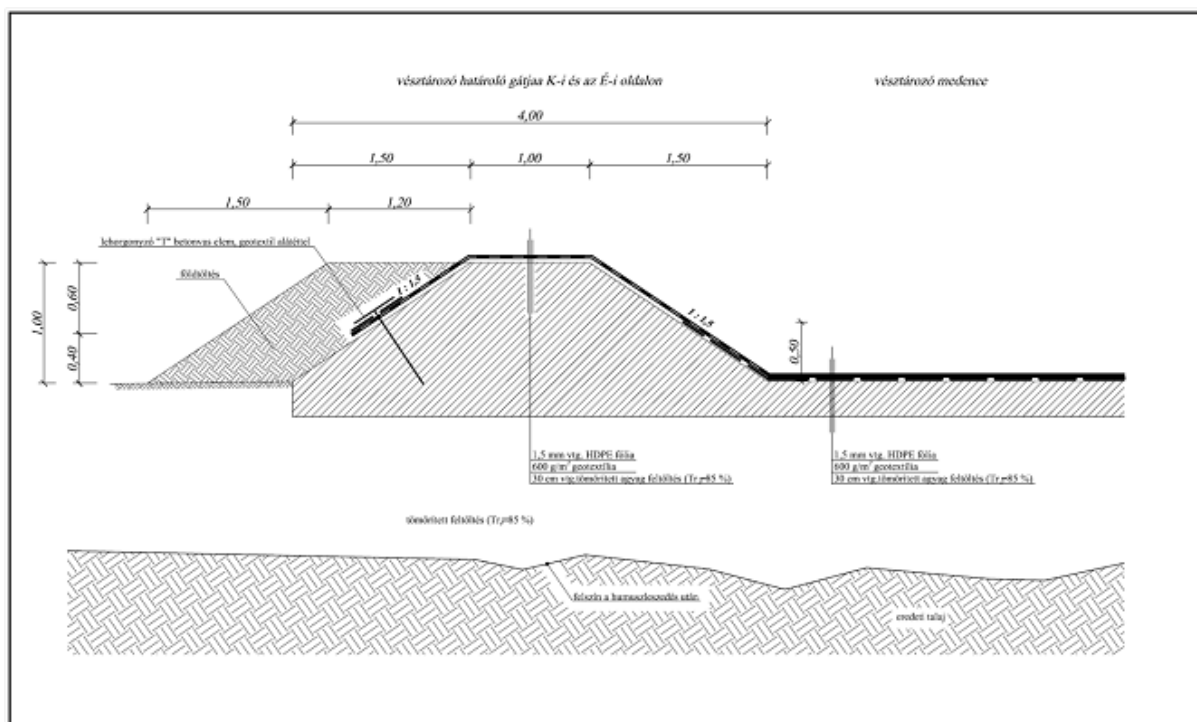 vésztározó határoló gátjaa K-i és az É-i oldalon
vésztározó medence
4,00
1,50
1,00
1,50
1,50
1,20
lehorgonyzó "T" betonvas elem, geotextil alátéttel
földtöltés
1,00
0,60
0,40
1 : 1,5
1 : 1,5
0,50
1,5 mm vtg. HDPE fólia
600 g/m² geotextília
30 cm vtg.tömörített agyag feltöltés (Trρ=85 %)
1,5 mm vtg. HDPE fólia
600 g/m² geotextília
30 cm vtg.tömörített agyag feltöltés (Trρ=85 %)
tömörített feltöltés (Trρ=85 %)
felszín a humuszleszedés után
eredeti talaj